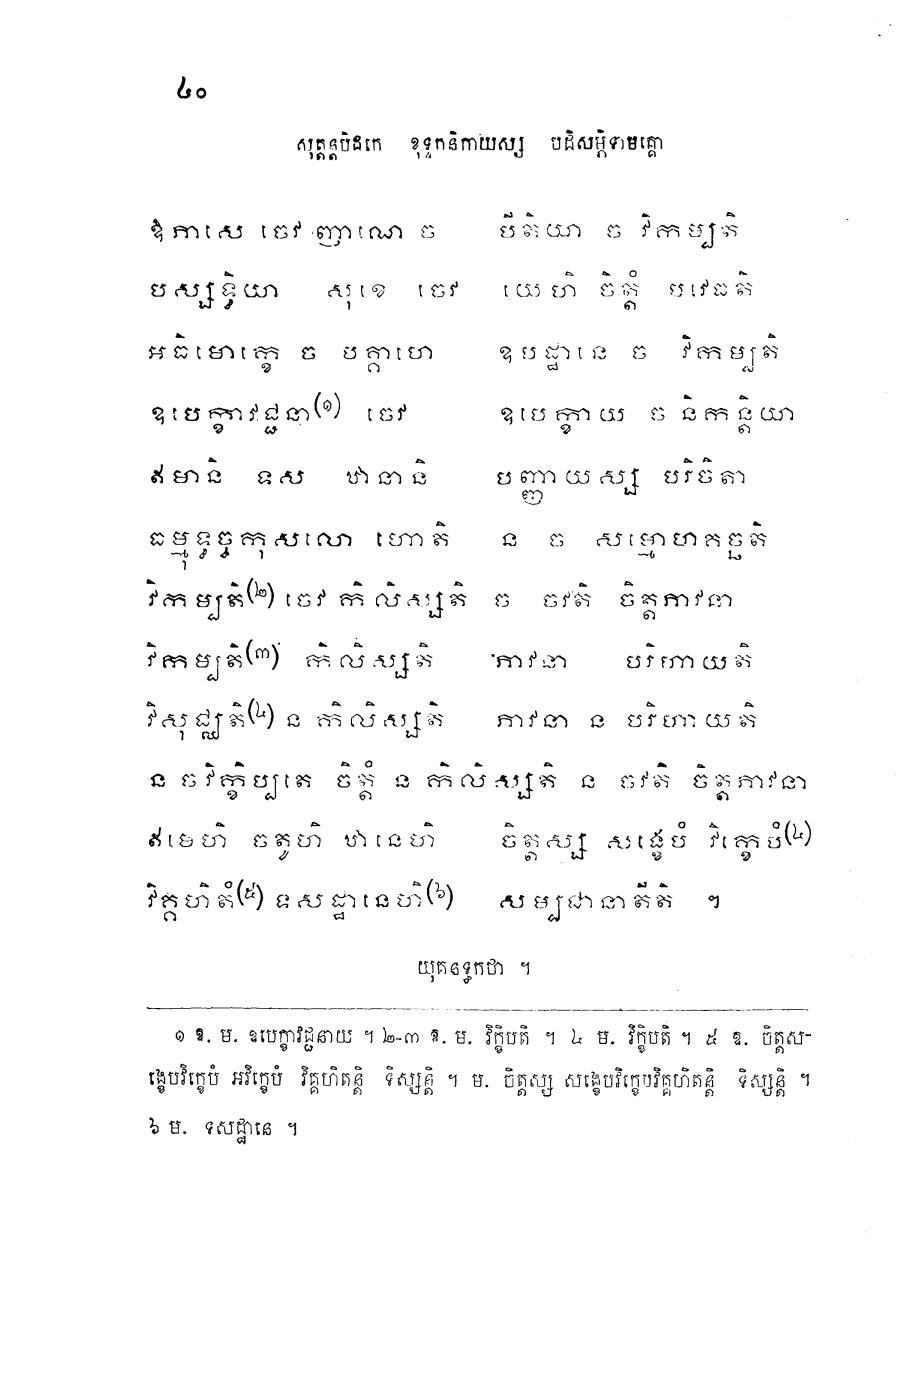 ៤០
សុត្តន្តបិដកេ ខុទ្ទកនិកាយស្ស បដិសម្ភិទាមគ្គោ
ឱភាសេ ចេវ ញាណេ ច បីតិយា ច វិកម្បតិ
បស្សទ្ធិយា សុខេ ចេវ យេហិ ចិត្តំ បវេធតិ
អធិមោក្ខេ ច បគ្គាហេ ឧបដ្ឋានេ ច វិកម្បតិ
ឧបេក្ខាវជ្ជនា(១) ចេវ ឧបេក្ខាយ ច និកន្តិយា
ឥមានិ ទស ឋានានិ បញ្ញាយស្ស បរិចិតា
ធម្មុទ្ធច្ចកុសលោ ហោតិ ន ច សម្មោហគច្ឆតិ
វិកម្បតិ(២) ចេវ កិលិស្សតិ ច ចវតិ ចិត្តភាវនា
វិកម្បតិ(៣) កិលិស្សតិ ភាវនា បរិហាយតិ
វិសុជ្ឈតិ(៤) ន កិលិស្សតិ ភាវនា ន បរិហាយតិ
ន ច វិក្ខិប្បតេ ចិត្តំ ន កិលិស្សតិ ន ចវតិ ចិត្តភាវនា
ឥមេហិ ចតូហិ ឋានេហិ ចិត្តស្ស សង្ខេបំ វិក្ខេបំ(៤)
វិគ្គហិតំ(៥) ទសដ្ឋានេហិ(៦) សម្បជានាតីតិ ។
យុគនទ្ធកថា ។
១ ឱ. ម. ឧបេក្ខាវជ្ជនាយ ។ ២-៣ ឱ. ម. វិក្ខិបតិ ។ ៤ ម. វិក្ខិបតិ ។ ៥ ឱ. ចិត្តស-
ង្ខេបវិក្ខេបំ អវិក្ខេបំ វិគ្គហិតន្តិ ទិស្សន្តិ ។ ម. ចិត្តស្ស សង្ខេបវិក្ខេបវិគ្គហិតន្តិ ទិស្សន្តិ ។
៦ ម. ទសដ្ឋានេ ។